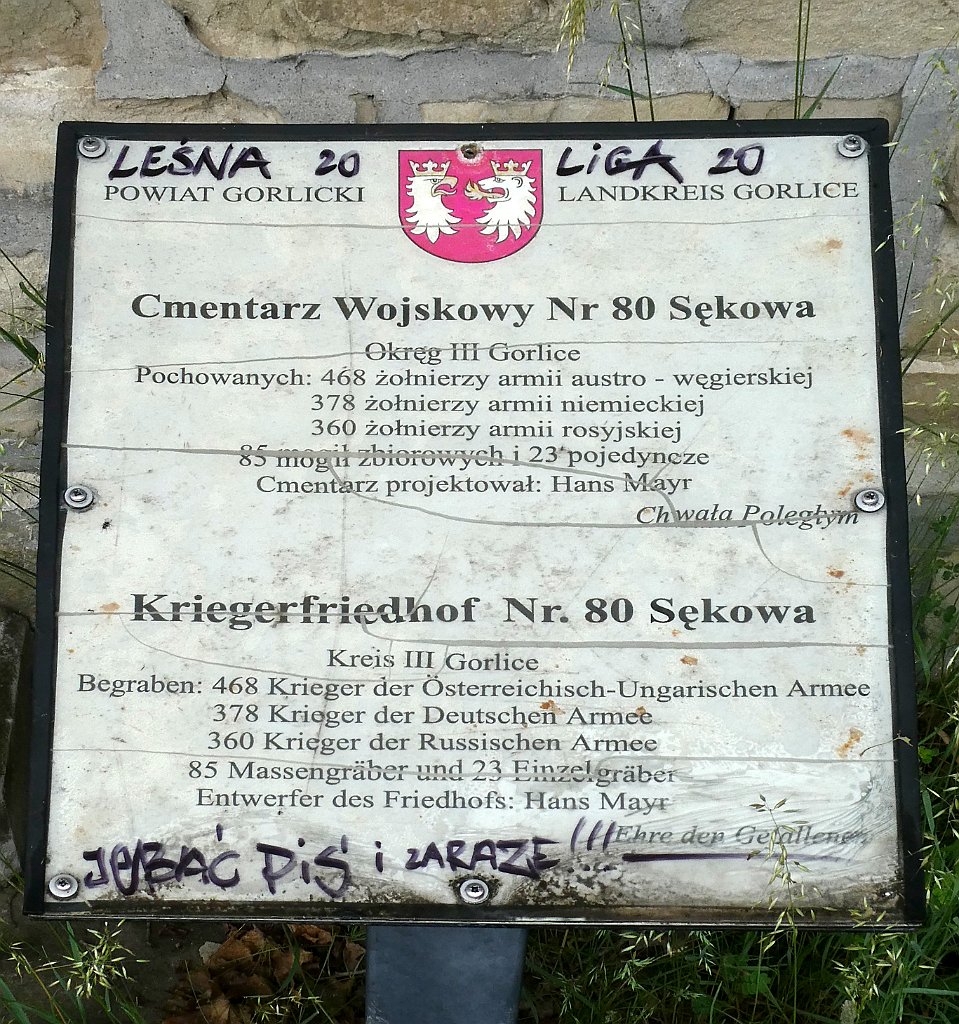 LEŚNA 20 LiGA 20
POWIAT GORLICKI LANDKREIS GORLICE
Cmentarz Wojskowy Nr 80 Sękowa
Okręg III Gorlice
Pochowanych: 468 żołnierzy armii austro - węgierskiej
378 żołnierzy armii niemieckiej
360 żołnierzy armii rosyjskiej
85 mogił zbiorowych i 23 pojedyncze
Cmentarz projektował: Hans Mayr
Chwała Poległym
Kriegerfriedhof Nr. 80 Sękowa
Kreis III Gorlice
Begraben: 468 Krieger der Österreichisch-Ungarischen Armee
378 Krieger der Deutschen Armee
360 Krieger der Russischen Armee
85 Massengräber und 23 Einzelgräber
Entwerfer des Friedhofs: Hans Mayr
Ehre den Gefallenen
JEBAĆ PiS i ZARAZE!!!